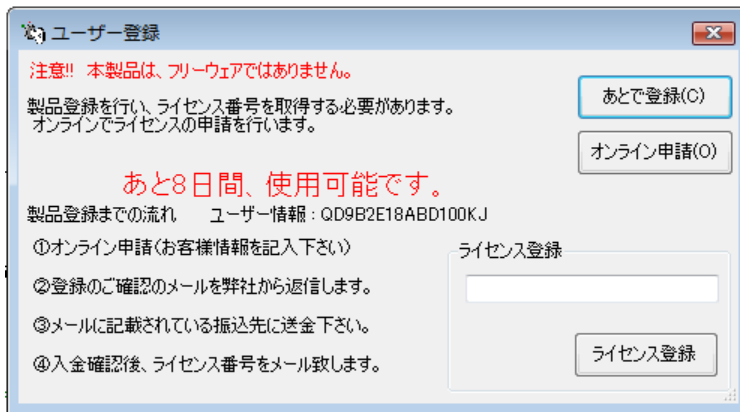 ユーザー登録
注意!! 本製品は、フリーウェアではありません。
製品登録を行い、ライセンス番号を取得する必要があります。
オンラインでライセンスの申請を行います。
あとで登録(C)
オンライン申請(O)
あと8日間、使用可能です。
製品登録までの流れ ユーザー情報:QD9B2E18ABD100KJ
①オンライン申請(お客様情報を記入下さい)
②登録のご確認のメールを弊社から返信します。
③メールに記載されている振込先に送金下さい。
④入金確認後、ライセンス番号をメール致します。
ライセンス登録
ライセンス登録